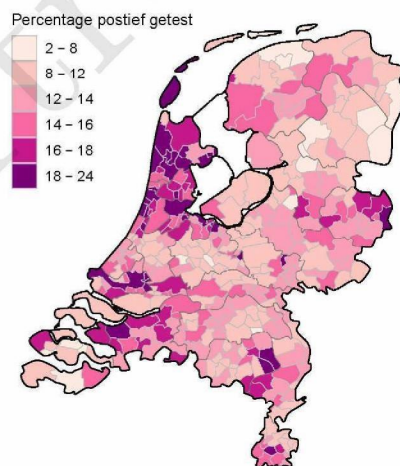 Percentage postief getest
2 – 8
8 – 12
12 – 14
14 – 16
16 – 18
18 – 24